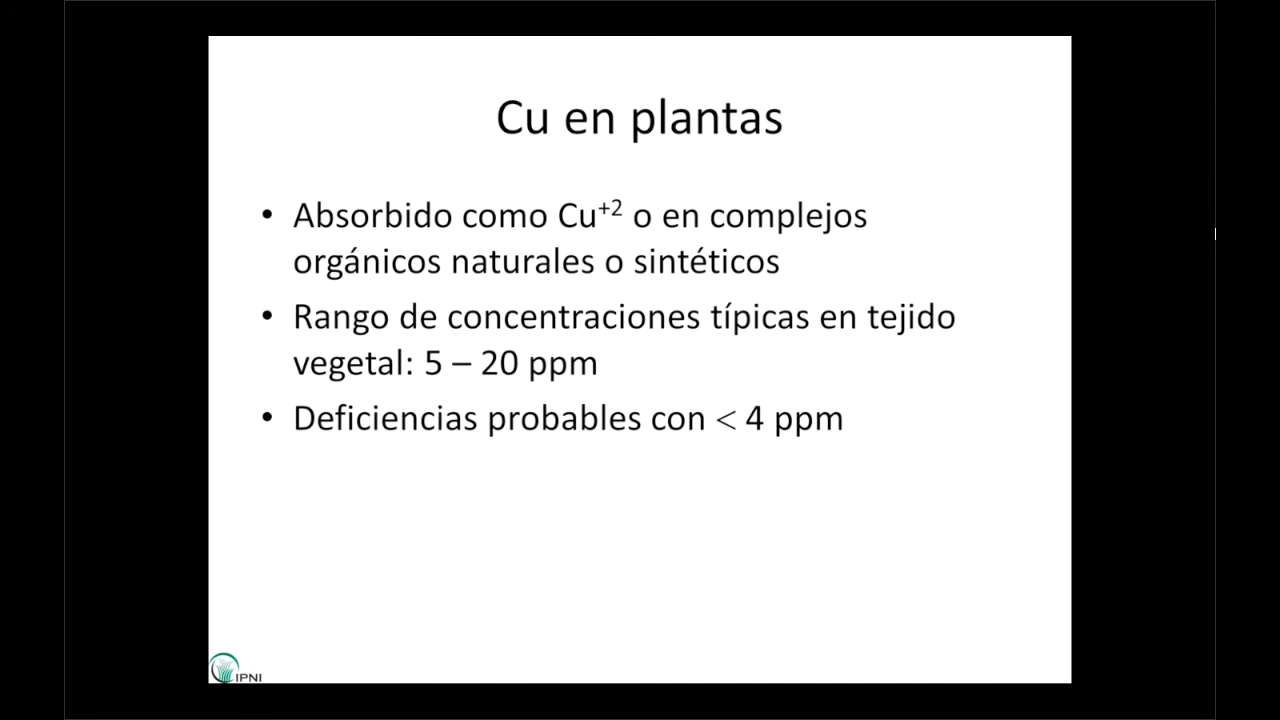 Cu en plantas
• Absorbido como Cu⁺² o en complejos
orgánicos naturales o sintéticos
• Rango de concentraciones típicas en tejido
vegetal: 5 – 20 ppm
• Deficiencias probables con < 4 ppm
IPNI